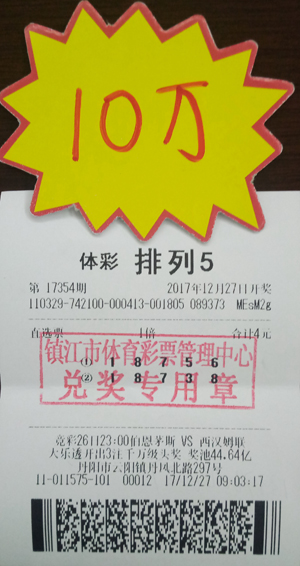 10万
体彩 排列5
第 17354期 2017年12月27日开奖
110329-742100-000413-001805 089373 MEsM2g
直选票 1倍 合计4元
镇江市体育彩票管理中心
① 1 8 7 5 6
② 1 8 7 3 8
兑奖专用章
竞彩26日23:00伯恩茅斯 VS 西汉姆联
大乐透开出3注千万级头奖 奖池44.64亿
丹阳市云阳镇丹凤北路297号
11-011575-101 00012 17/12/27 09:03:17